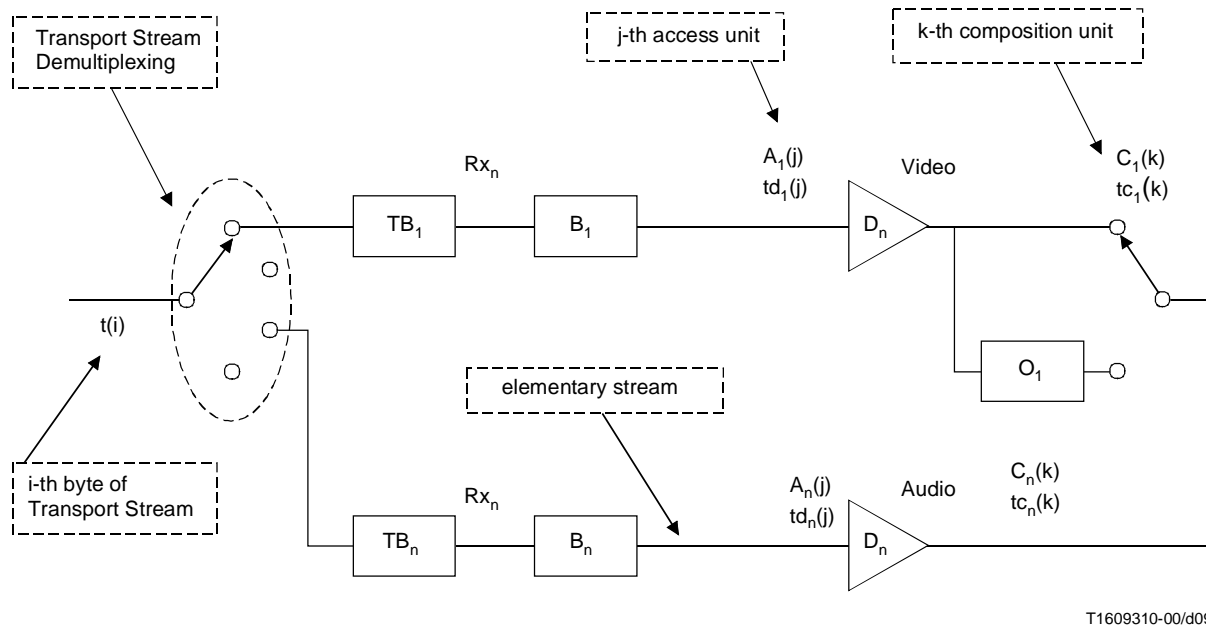 Transport Stream
Demultiplexing
j-th access unit
k-th composition unit
Rxn
A1(j)
td1(j)
Video
C1(k)
tc1(k)
TB1
B1
Dn
t(i)
O1
elementary stream
i-th byte of
Transport Stream
Rxn
An(j)
tdn(j)
Audio
Cn(k)
tcn(k)
TBn
Bn
Dn
T1609310-00/d09